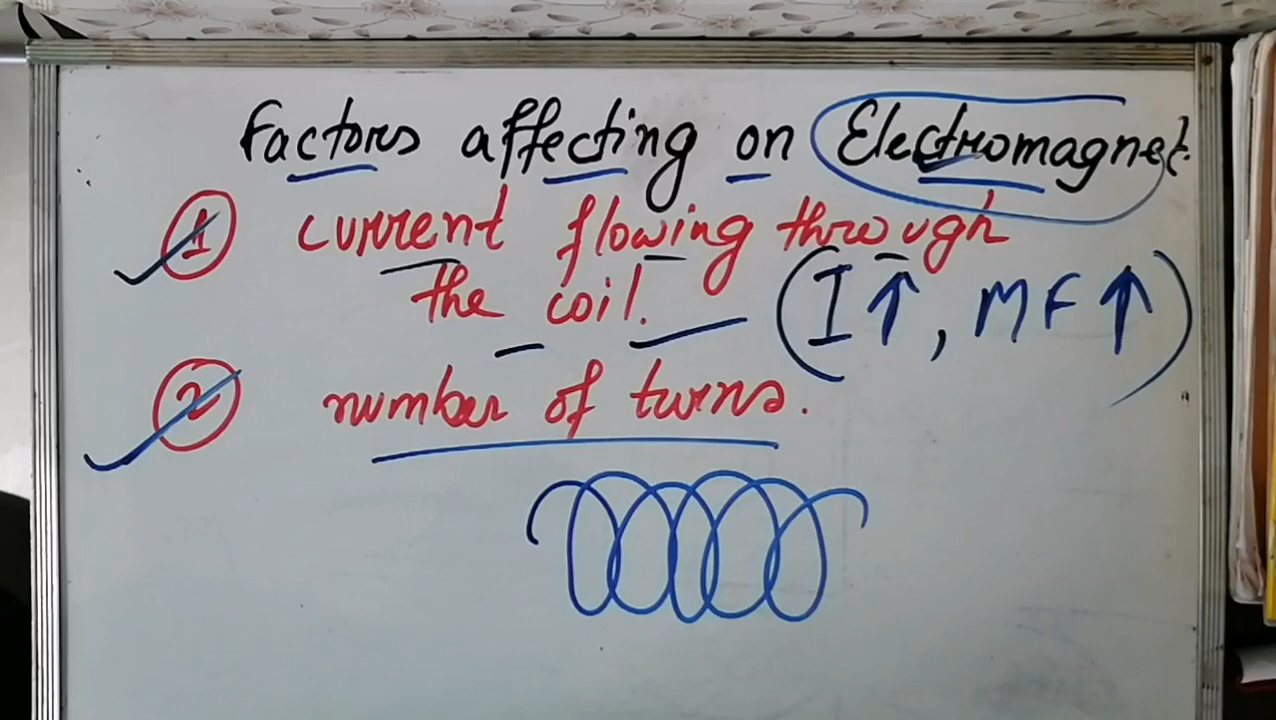 Factors affecting on Electromagnet.
1 current flowing through
the coil. (I↑, MF↑)
2 number of turns.